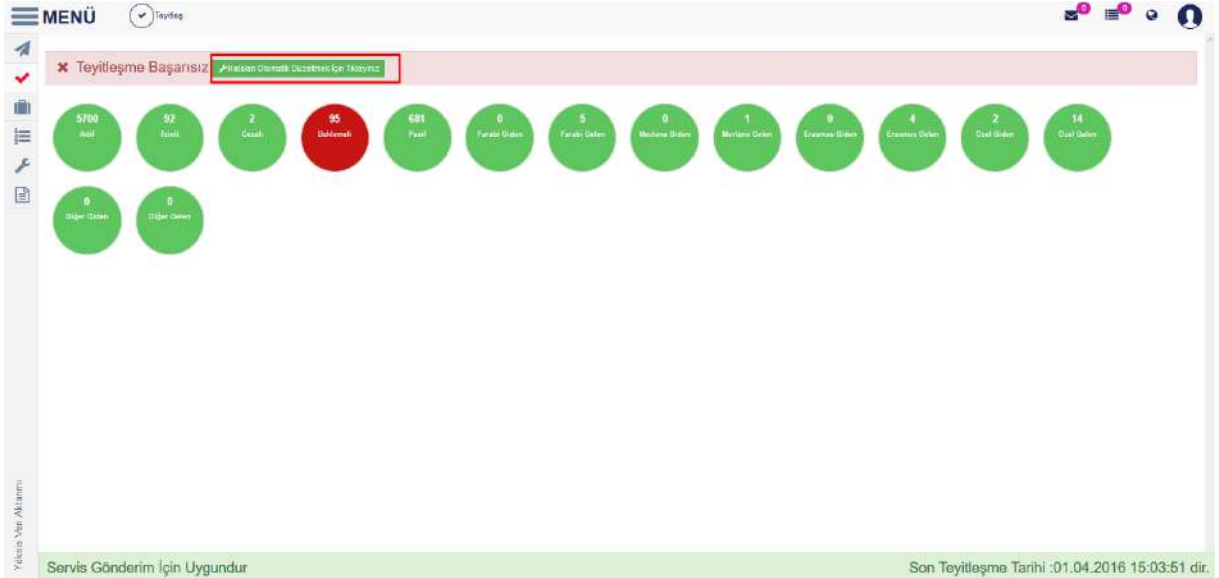 MENÜ
Teyitleş
0
0
Teyitleşme Başarısız
Hataları Otomatik Düzeltmek İçin Tıklayınız
5700
Aktif
92
İzinli
2
Cezalı
95
Beklemeli
681
Pasif
0
Farabi Giden
5
Farabi Gelen
0
Mevlana Giden
1
Mevlana Gelen
0
Erasmus Giden
4
Erasmus Gelen
2
Özel Giden
14
Özel Gelen
0
Diğer Giden
0
Diğer Gelen
Yöksis Veri Aktarımı
Servis Gönderim İçin Uygundur
Son Teyitleşme Tarihi :01.04.2016 15:03:51 dir.